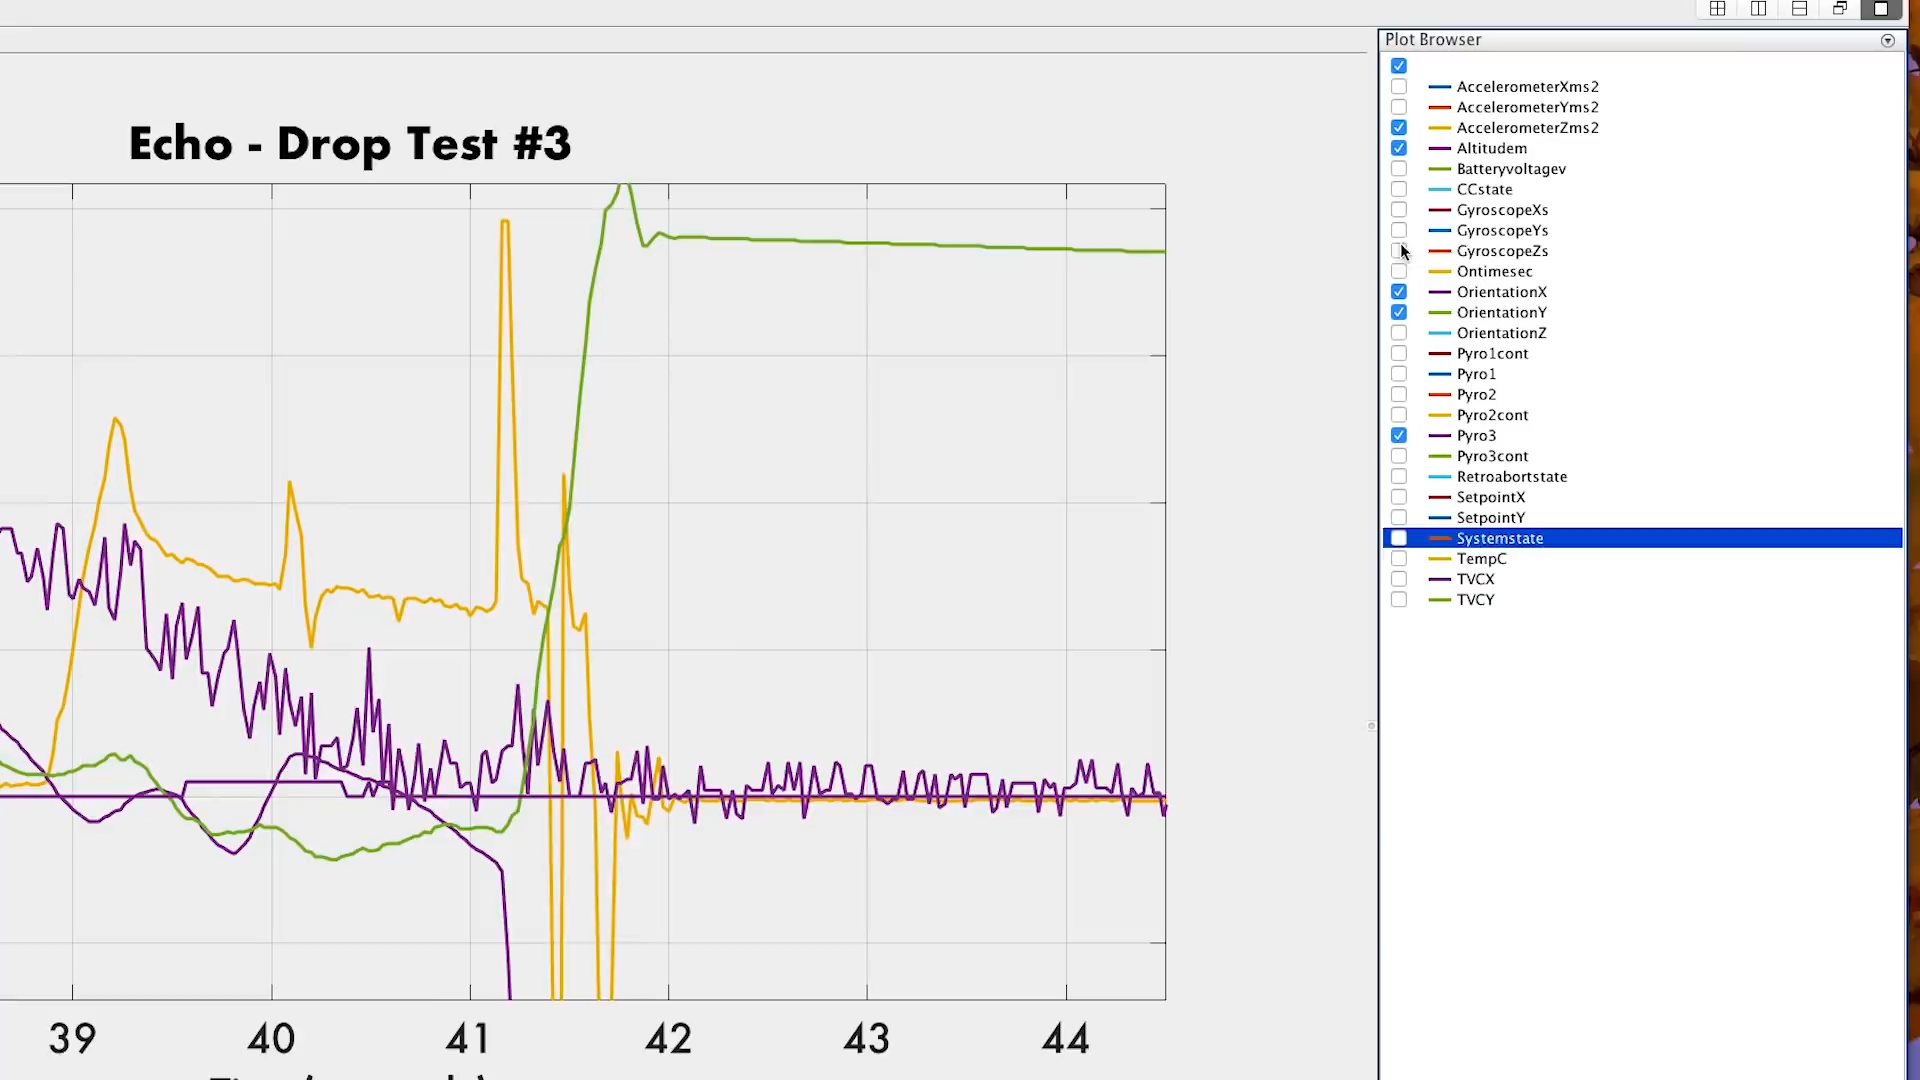 Plot Browser
AccelerometerXms2
AccelerometerYms2
AccelerometerZms2
Altitudem
Batteryvoltagev
CCstate
GyroscopeXs
GyroscopeYs
GyroscopeZs
Ontimesec
OrientationX
OrientationY
OrientationZ
Pyro1cont
Pyro1
Pyro2
Pyro2cont
Pyro3
Pyro3cont
Retroabortstate
SetpointX
SetpointY
Systemstate
TempC
TVCX
TVCY
Echo - Drop Test #3
39 40 41 42 43 44